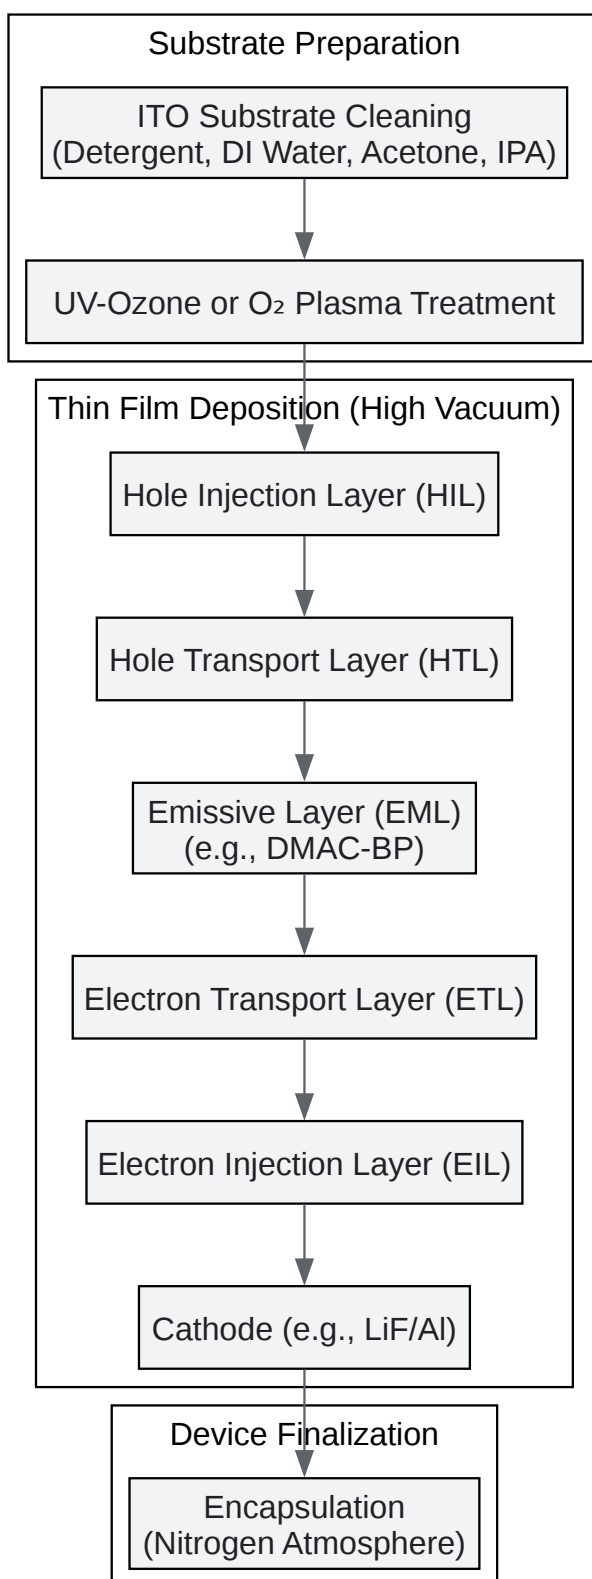 Substrate Preparation
ITO Substrate Cleaning
(Detergent, DI Water, Acetone, IPA)
UV-Ozone or O₂ Plasma Treatment
Thin Film Deposition (High Vacuum)
Hole Injection Layer (HIL)
Hole Transport Layer (HTL)
Emissive Layer (EML)
(e.g., DMAC-BP)
Electron Transport Layer (ETL)
Electron Injection Layer (EIL)
Cathode (e.g., LiF/Al)
Device Finalization
Encapsulation
(Nitrogen Atmosphere)